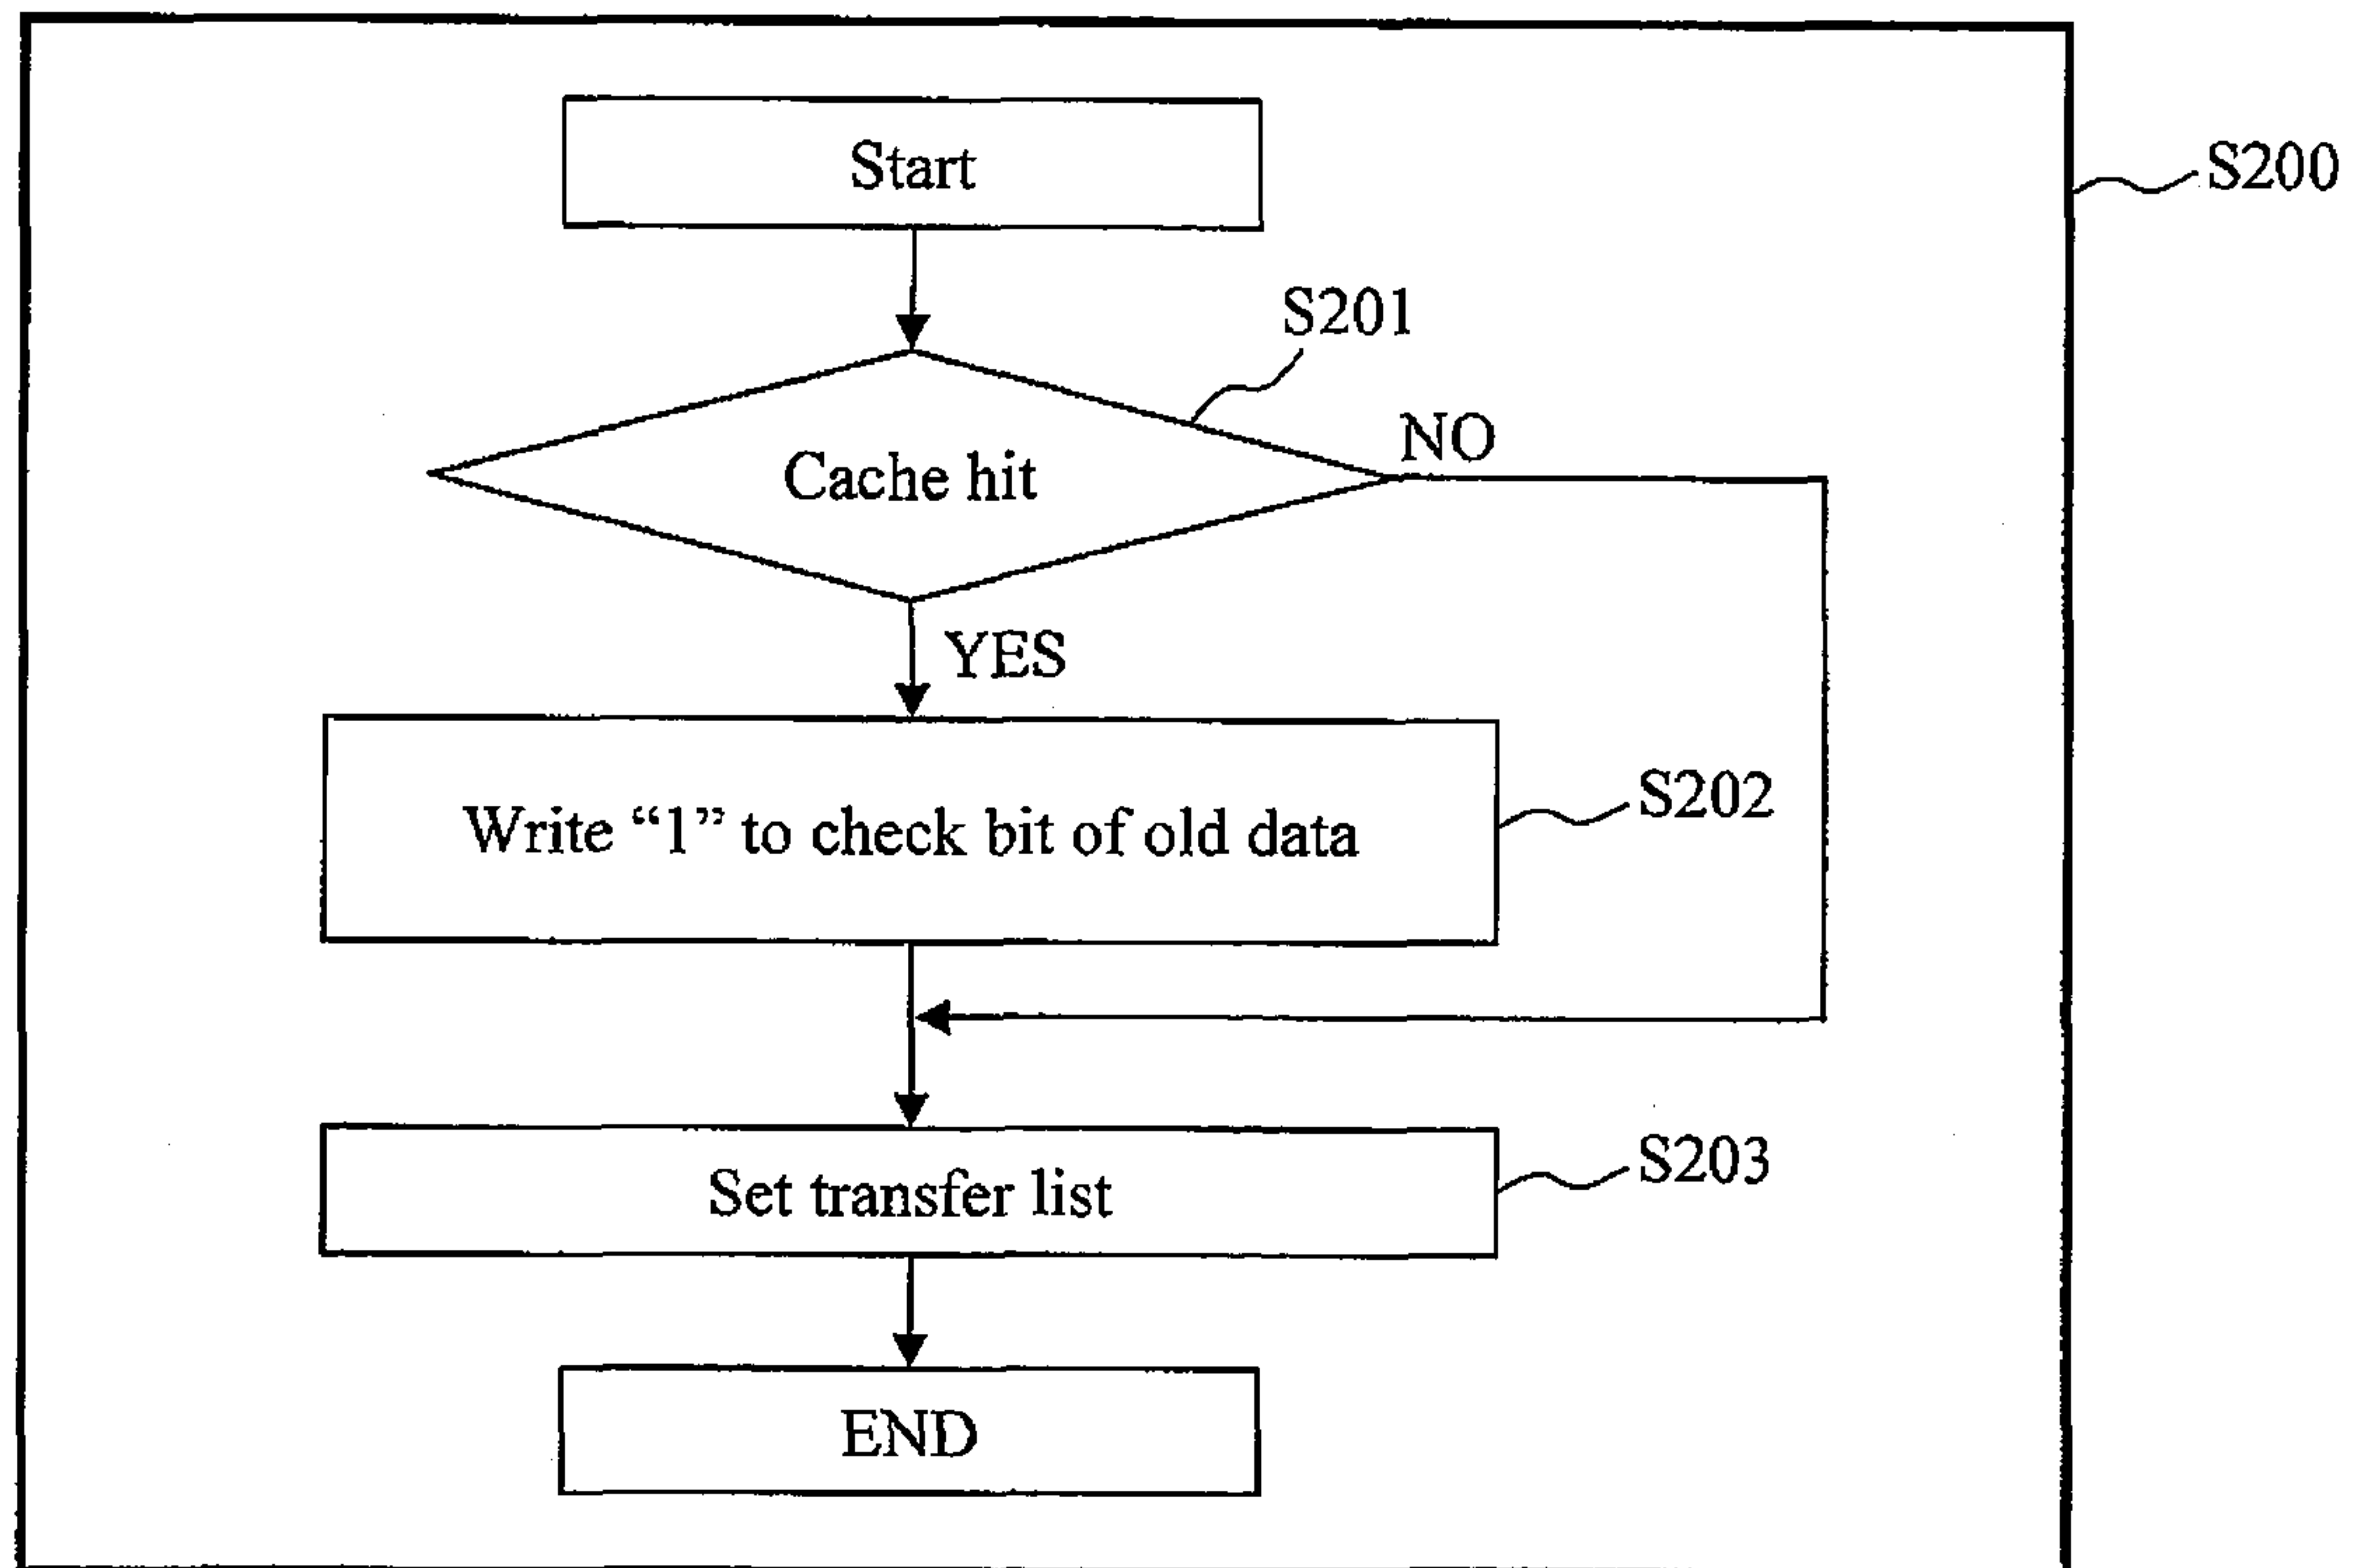 Start
S200
S201
Cache hit
NO
YES
Write “1” to check bit of old data
S202
Set transfer list
S203
END